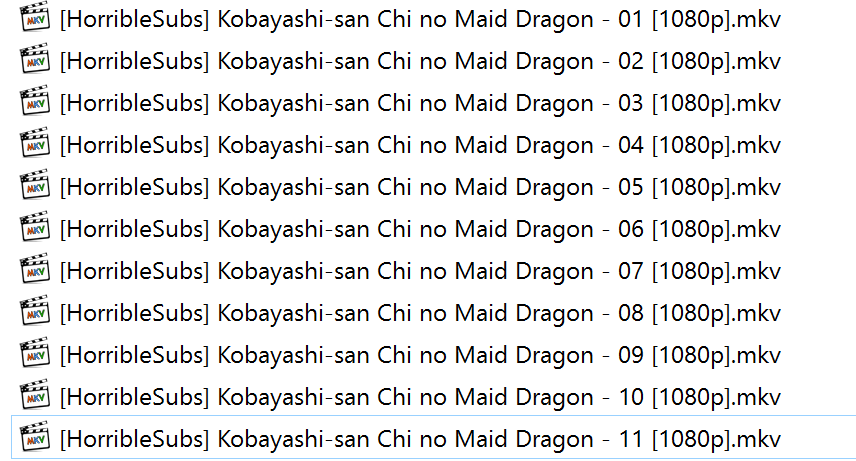 [HorribleSubs] Kobayashi-san Chi no Maid Dragon - 01 [1080p].mkv
[HorribleSubs] Kobayashi-san Chi no Maid Dragon - 02 [1080p].mkv
[HorribleSubs] Kobayashi-san Chi no Maid Dragon - 03 [1080p].mkv
[HorribleSubs] Kobayashi-san Chi no Maid Dragon - 04 [1080p].mkv
[HorribleSubs] Kobayashi-san Chi no Maid Dragon - 05 [1080p].mkv
[HorribleSubs] Kobayashi-san Chi no Maid Dragon - 06 [1080p].mkv
[HorribleSubs] Kobayashi-san Chi no Maid Dragon - 07 [1080p].mkv
[HorribleSubs] Kobayashi-san Chi no Maid Dragon - 08 [1080p].mkv
[HorribleSubs] Kobayashi-san Chi no Maid Dragon - 09 [1080p].mkv
[HorribleSubs] Kobayashi-san Chi no Maid Dragon - 10 [1080p].mkv
[HorribleSubs] Kobayashi-san Chi no Maid Dragon - 11 [1080p].mkv